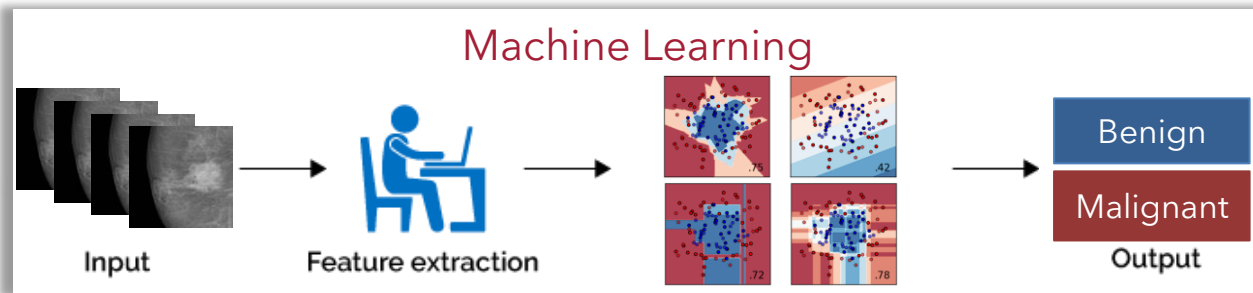 Machine Learning
.75
.42
Benign
Malignant
.72
.78
Input
Feature extraction
Output